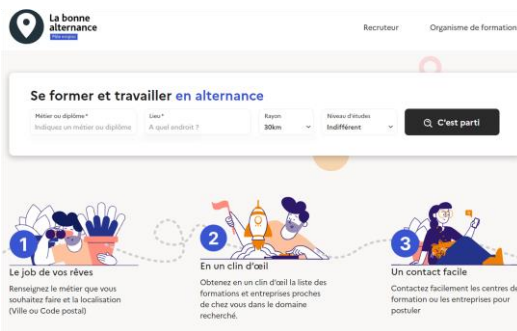 La bonne
alternance
Pôle emploi
Recruteur
Organisme de formation
Se former et travailler en alternance
Métier ou diplôme*
Indiquez un métier ou diplôme
Lieu*
A quel endroit ?
Rayon
30km
Niveau d'études
Indifférent
C'est parti
1
Le job de vos rêves
Renseignez le métier que vous
souhaitez faire et la localisation
(Ville ou Code postal)
2
En un clin d'œil
Obtenez en un clin d'œil la liste des
formations et entreprises proches
de chez vous dans le domaine
recherché.
3
Un contact facile
Contactez facilement les centres de
formation ou les entreprises pour
postuler